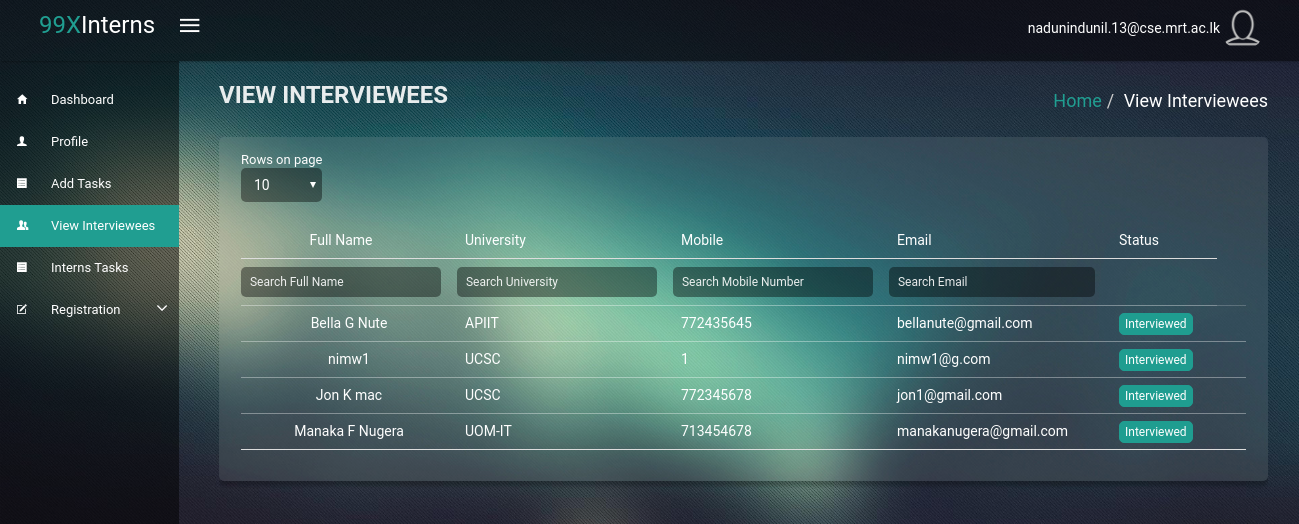 99XInterns nadunindunil.13@cse.mrt.ac.lk
Dashboard
Profile
Add Tasks
View Interviewees
Interns Tasks
Registration
VIEW INTERVIEWEES
Home / View Interviewees
Rows on page
10
Full Name University Mobile Email Status
Search Full Name Search University Search Mobile Number Search Email
Bella G Nute APIIT 772435645 bellanute@gmail.com Interviewed
nimw1 UCSC 1 nimw1@g.com Interviewed
Jon K mac UCSC 772345678 jon1@gmail.com Interviewed
Manaka F Nugera UOM-IT 713454678 manakanugera@gmail.com Interviewed